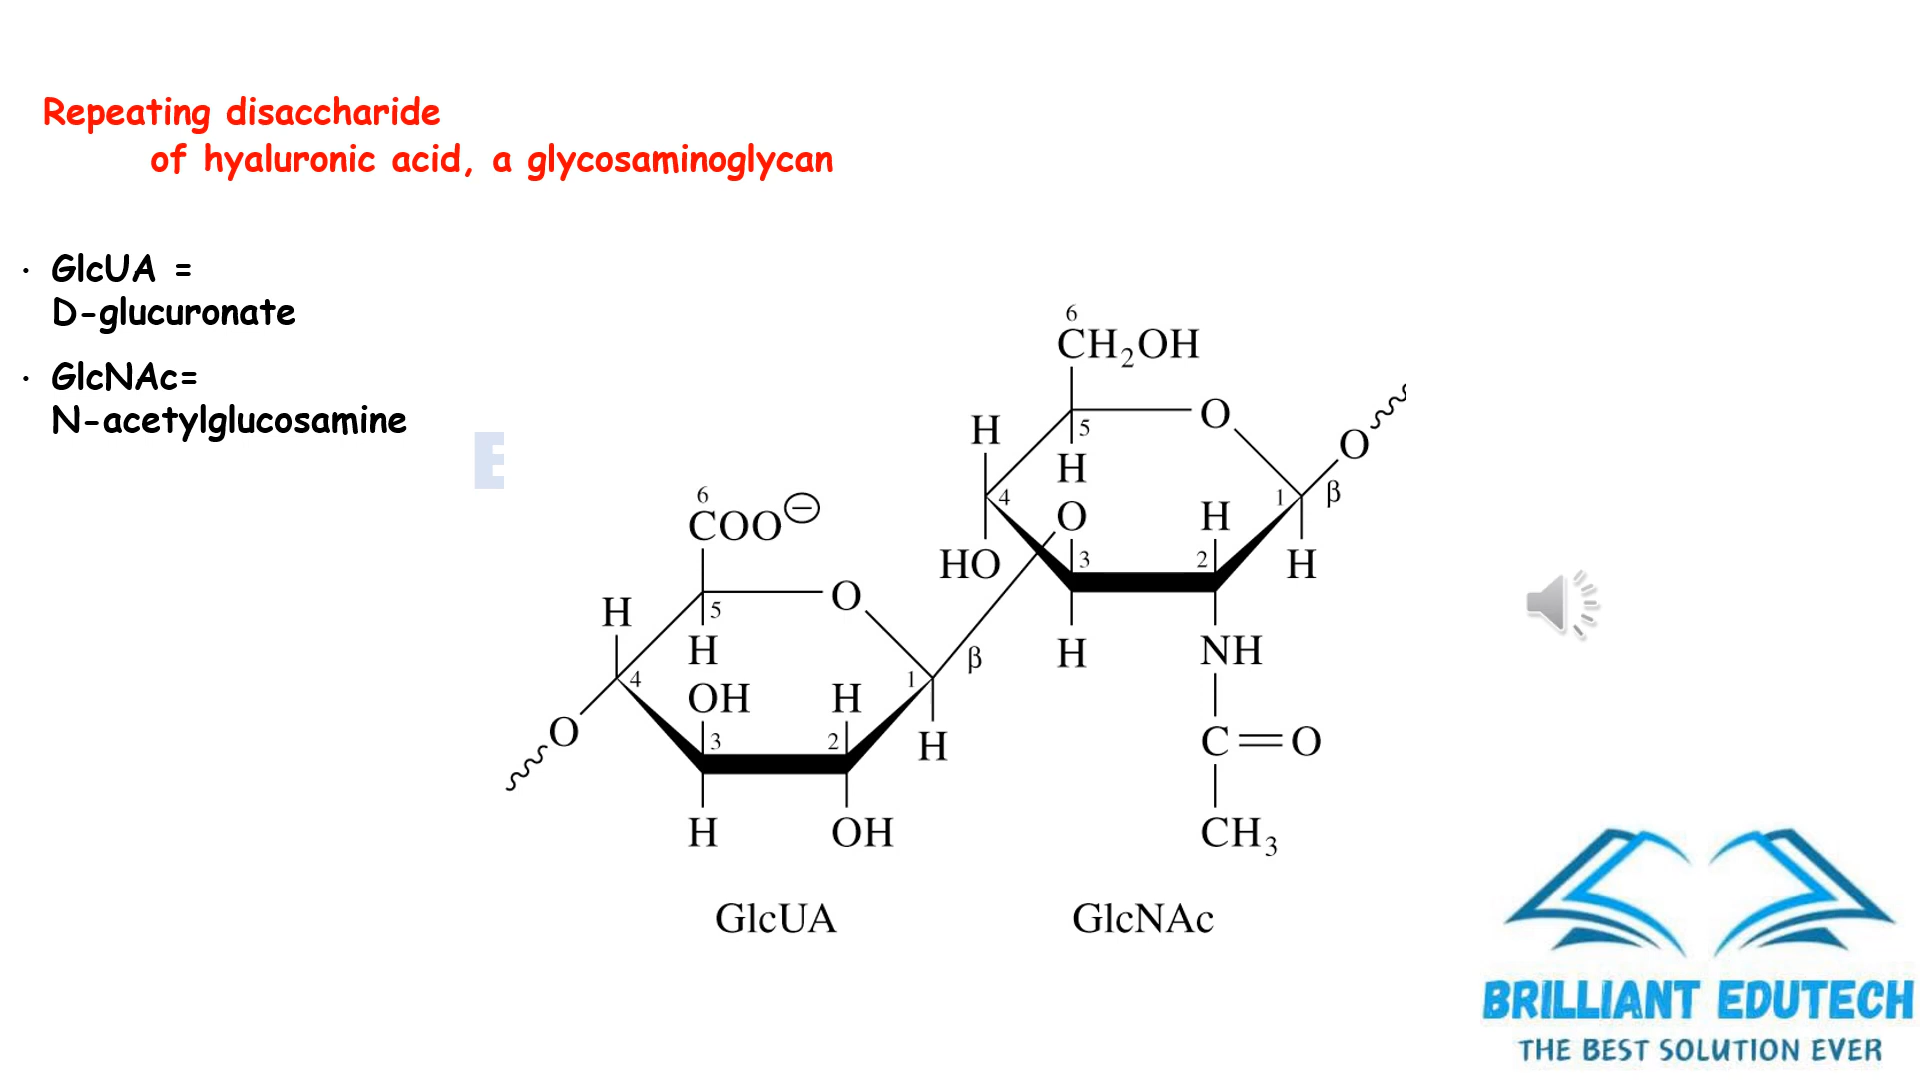 Repeating disaccharide
of hyaluronic acid, a glycosaminoglycan
· GlcUA =
D-glucuronate
· GlcNAc=
N-acetylglucosamine
E
6
CH₂OH
H
5
O
O
H
4
O
H
1
β
HO
3
2
H
H
NH
C=O
CH₃
6
COO⊖
H
5
O
H
4
OH
H
1
β
O
3
2
H
H
OH
GlcUA
GlcNAc
BRILLIANT EDUTECH
THE BEST SOLUTION EVER